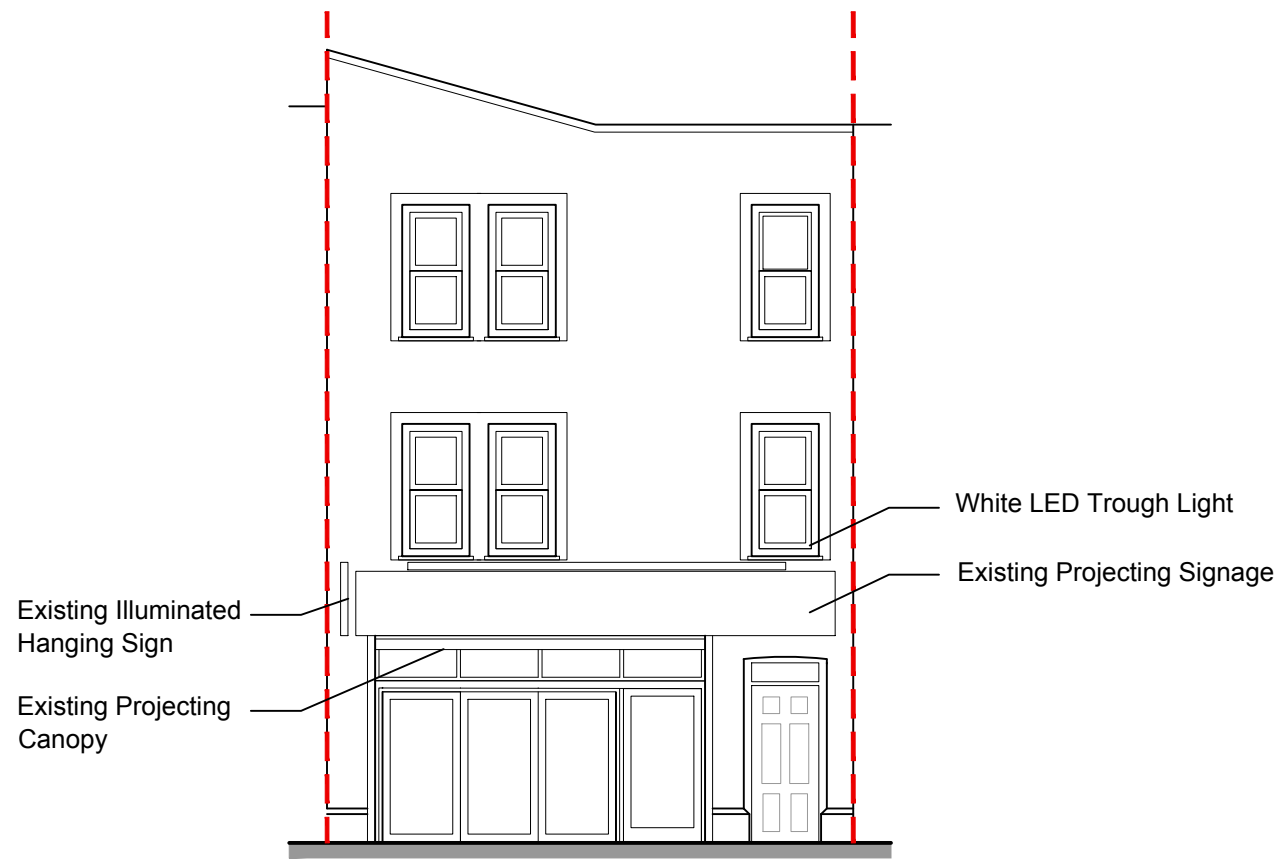 White LED Trough Light
Existing Projecting Signage
Existing Illuminated
Hanging Sign
Existing Projecting
Canopy